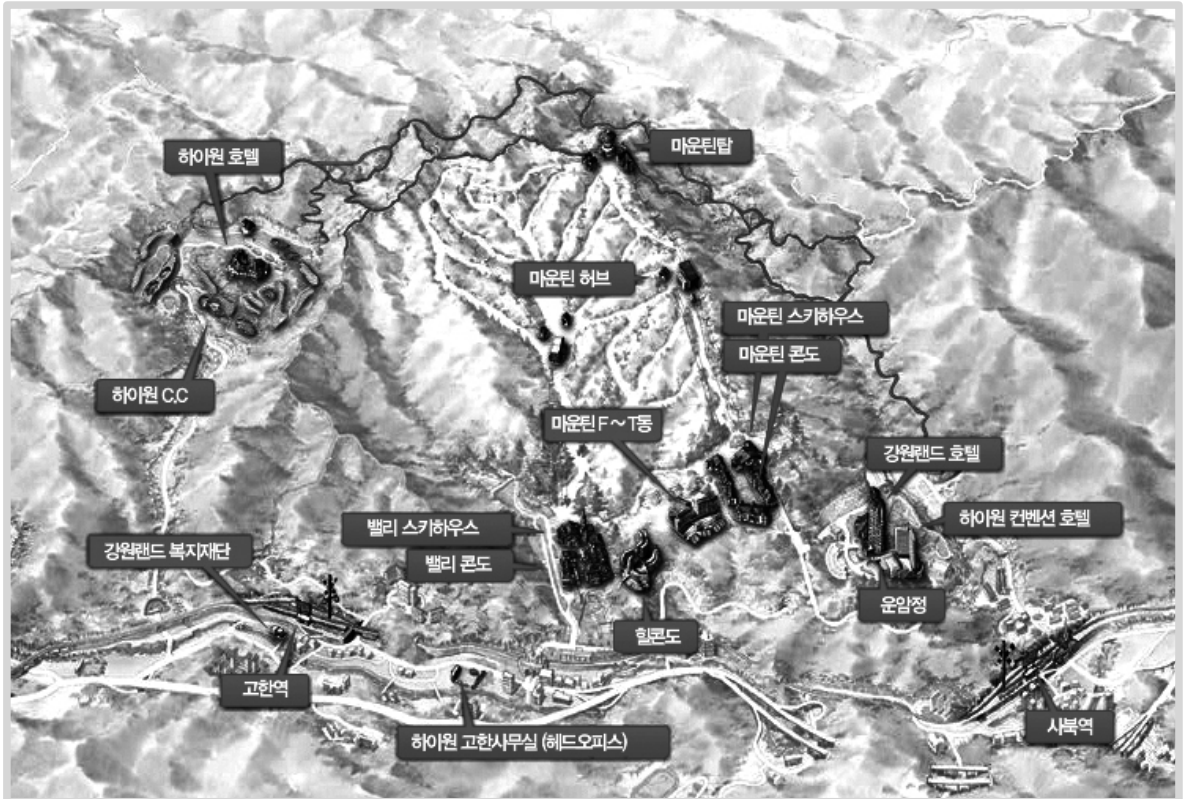 하이원 호텔
마운틴탑
마운틴 허브
마운틴 스키하우스
마운틴 콘도
하이원 C.C
마운틴 F ~ T동
강원랜드 호텔
하이원 컨벤션 호텔
밸리 스키하우스
밸리 콘도
강원랜드 복지재단
운암정
힐콘도
고한역
사북역
하이원 고한사무실 (헤드오피스)